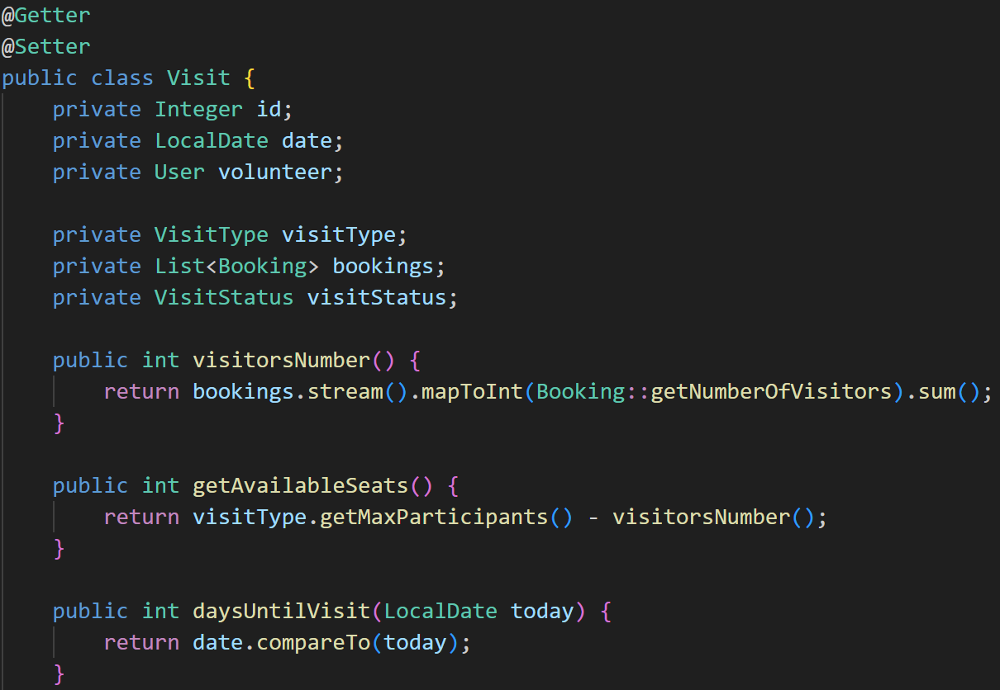 @Getter
@Setter
public class Visit {
    private Integer id;
    private LocalDate date;
    private User volunteer;

    private VisitType visitType;
    private List<Booking> bookings;
    private VisitStatus visitStatus;

    public int visitorsNumber() {
        return bookings.stream().mapToInt(Booking::getNumberOfVisitors).sum();
    }

    public int getAvailableSeats() {
        return visitType.getMaxParticipants() - visitorsNumber();
    }

    public int daysUntilVisit(LocalDate today) {
        return date.compareTo(today);
    }